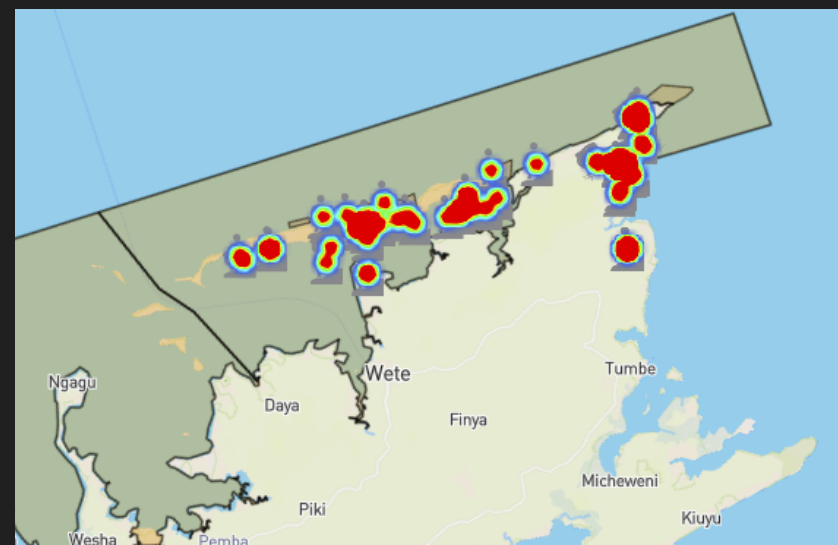 Ngagu
Wete
Tumbe
Daya
Finya
Micheweni
Piki
Kiuyu
Wesha
Pemba